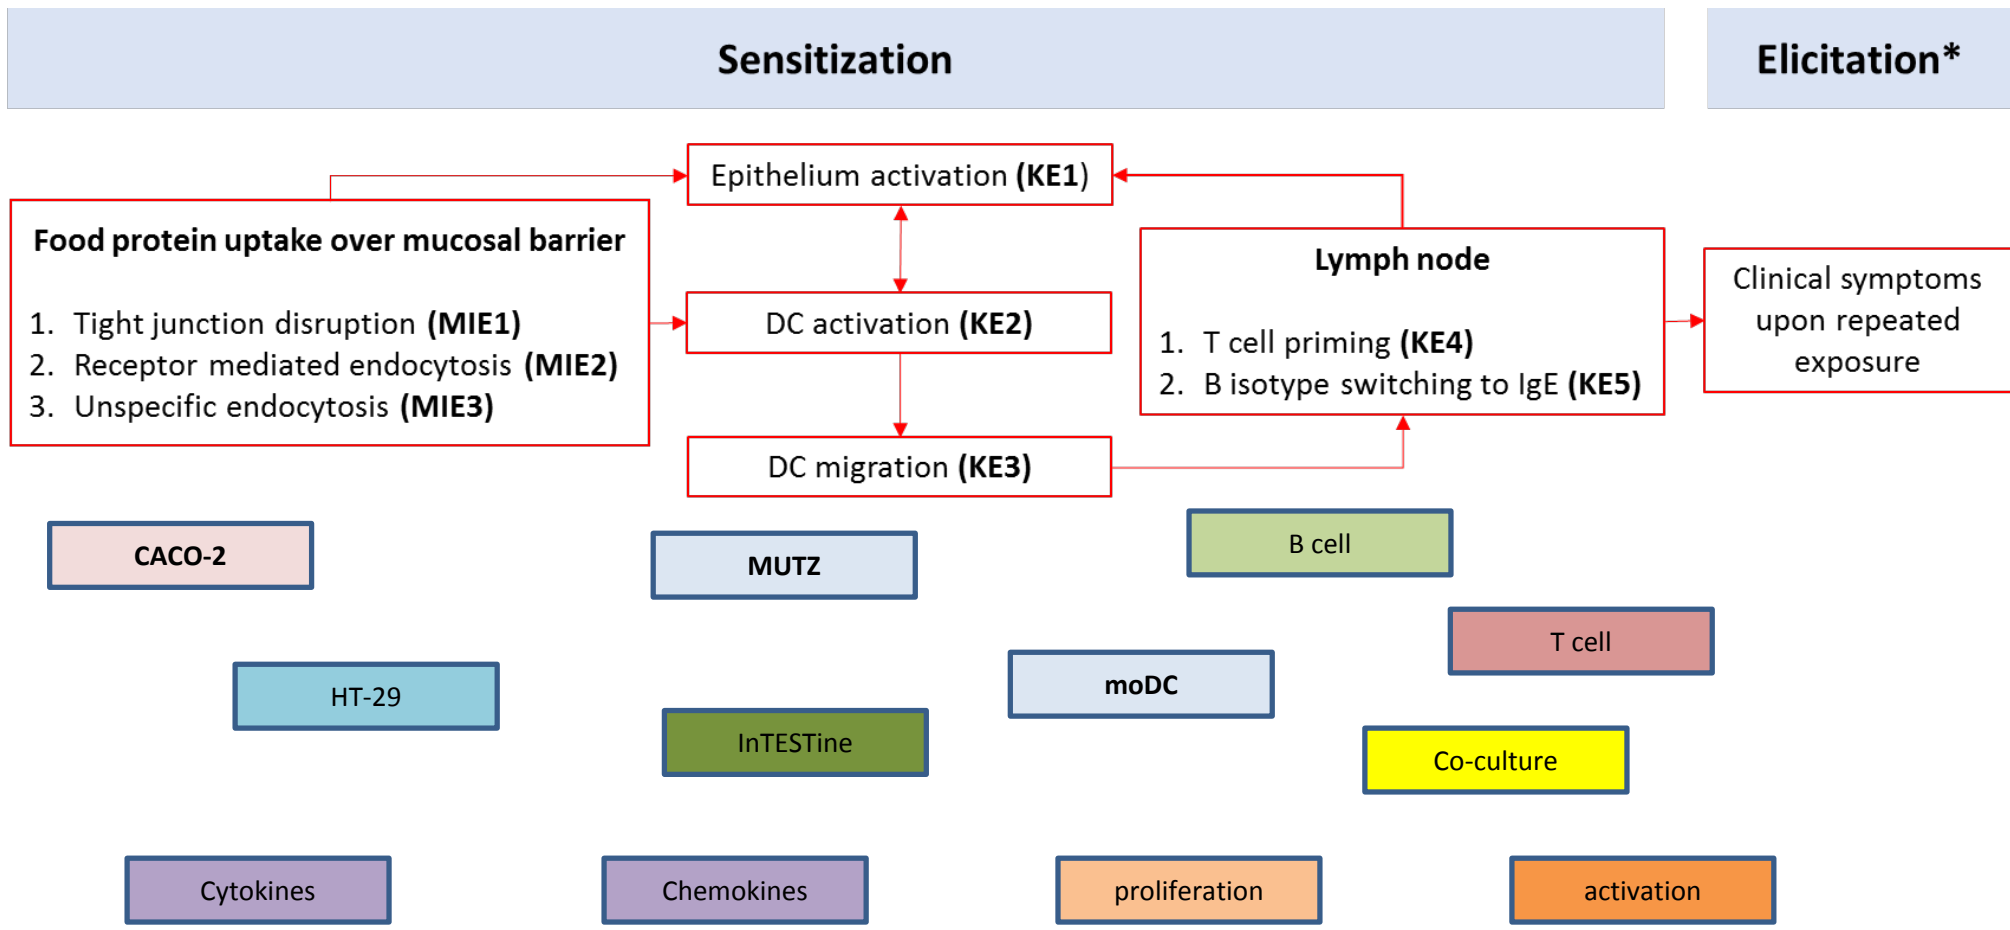 Sensitization
Elicitation*
Epithelium activation (KE1)
Food protein uptake over mucosal barrier
1. Tight junction disruption (MIE1)
2. Receptor mediated endocytosis (MIE2)
3. Unspecific endocytosis (MIE3)
DC activation (KE2)
DC migration (KE3)
Lymph node
1. T cell priming (KE4)
2. B isotype switching to IgE (KE5)
Clinical symptoms
upon repeated
exposure
CACO-2
MUTZ
B cell
T cell
HT-29
moDC
InTESTine
Co-culture
Cytokines
Chemokines
proliferation
activation